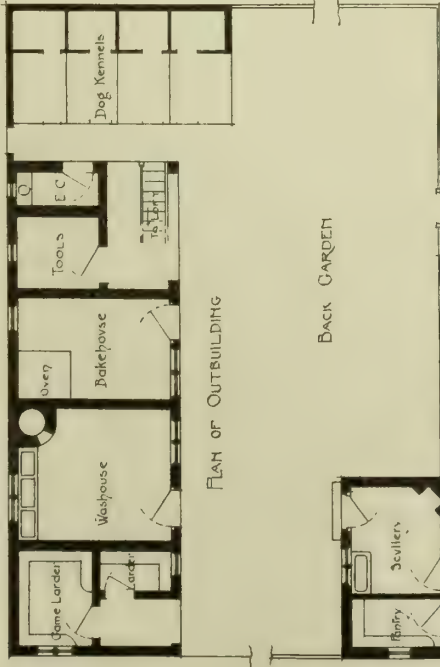 Dog Kennels
E C
To Loft
TOOLS
Oven
Bakehouse
Washouse
Game Larder
Larder
PLAN OF OUTBUILDING
BACK GARDEN
Scullery
Pantry